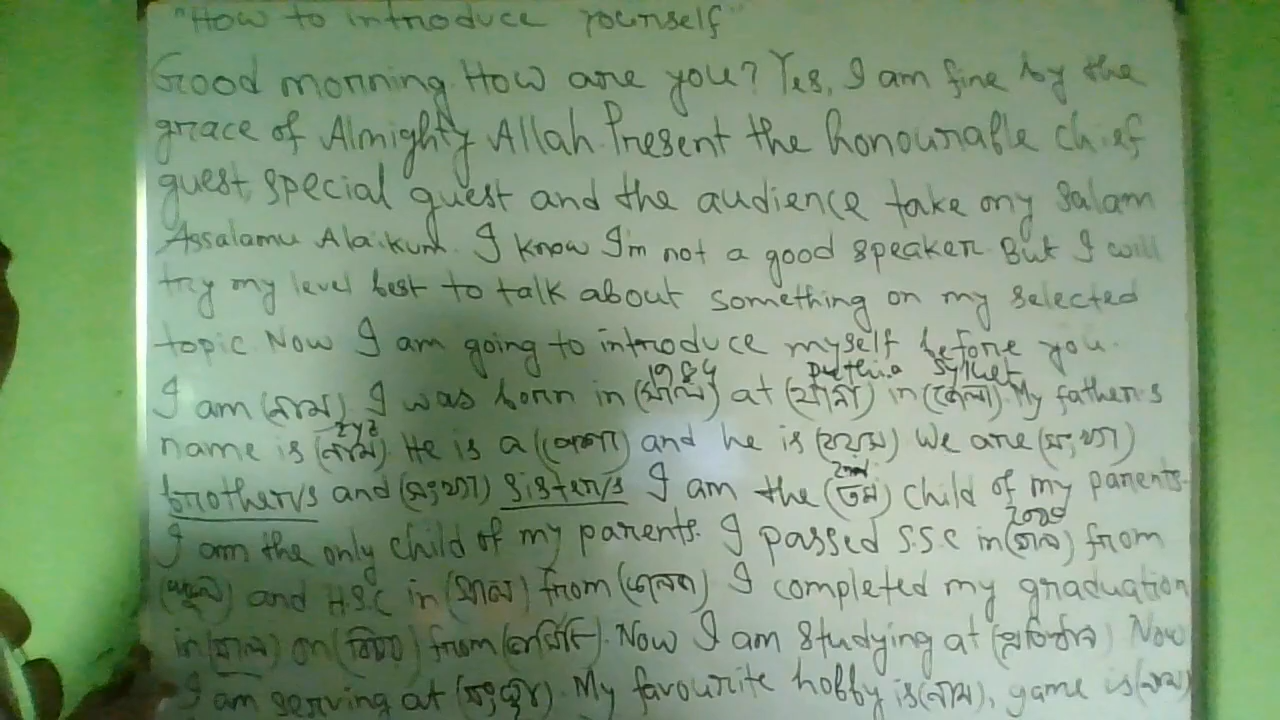 "How to introduce yourself"
Good morning. How are you? Yes, I am fine by the
grace of Almighty Allah. Present the honourable chief
guest, special guest and the audience take my salam
Assalamu Alaikum. I know I'm not a good speaker. But I will
try my level best to talk about something on my selected
topic. Now I am going to introduce myself before you.
1984 Sylhet
I am (নাম). I was born in (সাল) at (গ্রাম) in (জেলা). My father's
xyz
name is (নাম). He is a (পেশা) and he is We are (সংখ্যা)
2nd
brother/s and (সংখ্যা) sister/s I am the (তম) child of my parents.
I am the only child of my parents. I passed S.S.C in (সাল) from
(স্কুল) and H.S.C in (সাল) from (কলেজ) I completed my graduation
in (সাল) on (বিষয়) from Now I am studying at Now
I am serving at My favourite hobby is (নাম), game is (নাম)